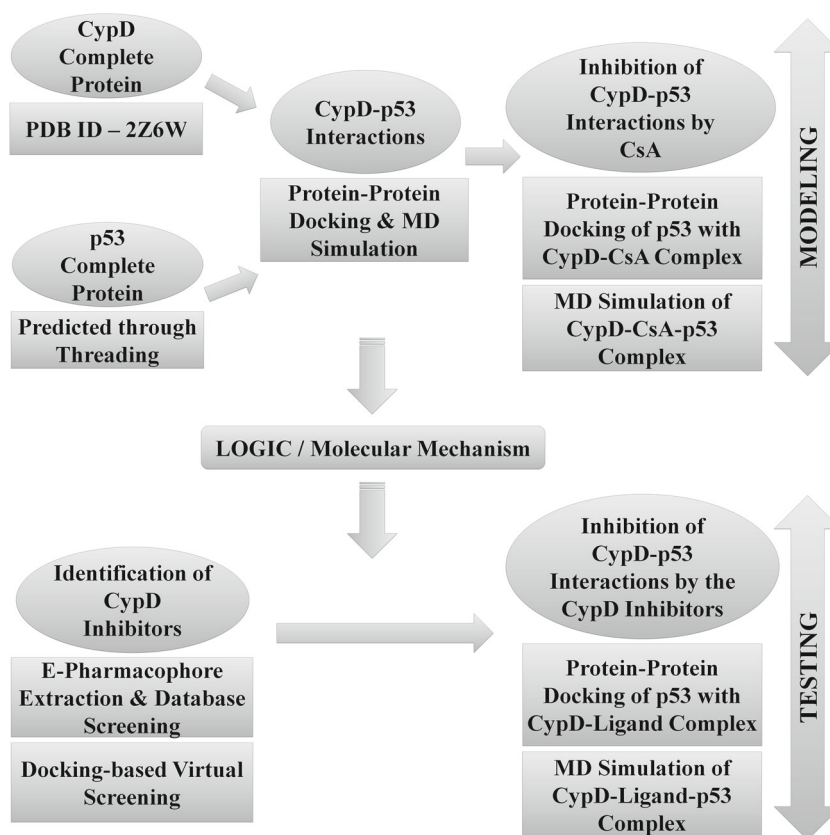 CypD
Complete
Protein
PDB ID – 2Z6W
p53
Complete
Protein
Predicted through
Threading
CypD-p53
Interactions
Protein-Protein
Docking & MD
Simulation
Inhibition of
CypD-p53
Interactions by
CsA
Protein-Protein
Docking of p53 with
CypD-CsA Complex
MD Simulation of
CypD-CsA-p53
Complex
MODELING
LOGIC / Molecular Mechanism
Identification of
CypD
Inhibitors
E-Pharmacophore
Extraction & Database
Screening
Docking-based Virtual
Screening
Inhibition of
CypD-p53
Interactions by the
CypD Inhibitors
Protein-Protein
Docking of p53 with
CypD-Ligand Complex
MD Simulation of
CypD-Ligand-p53
Complex
TESTING